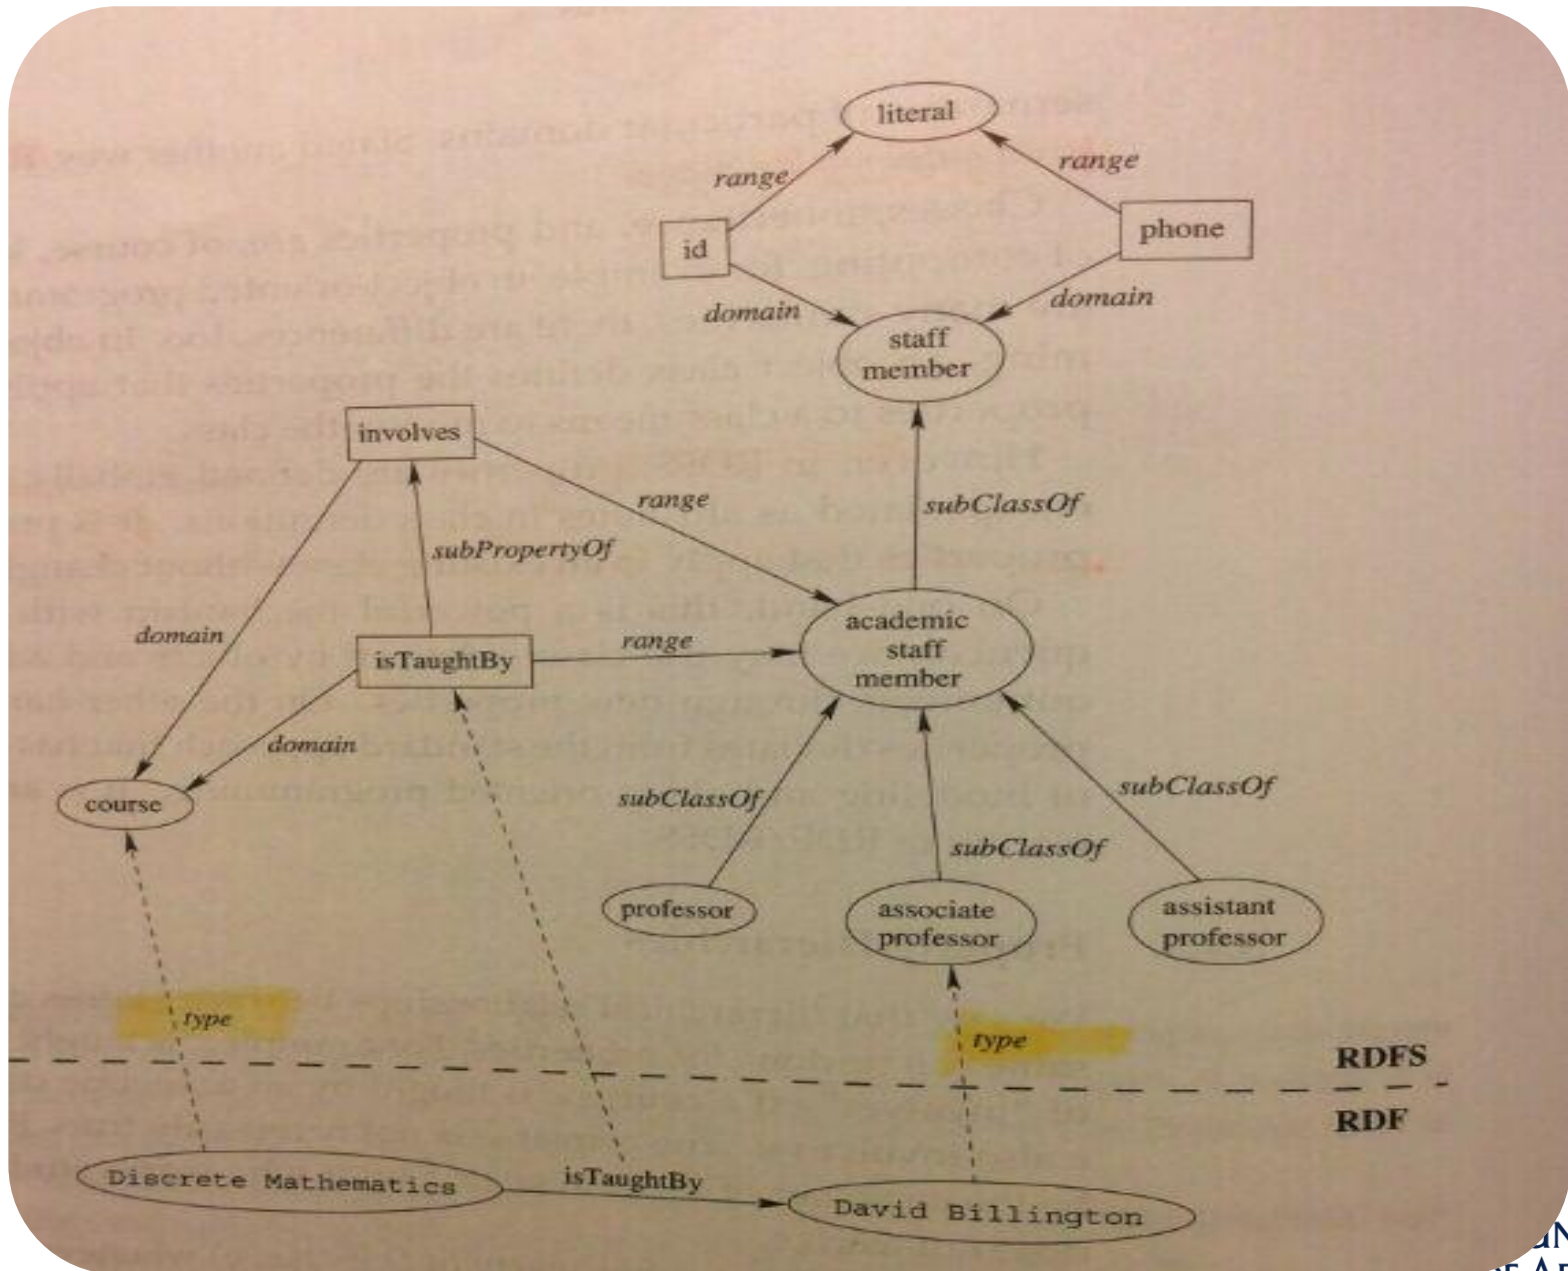 literal
range
range
id
phone
domain
domain
staff
member
involves
range
subClassOf
subPropertyOf
domain
academic
staff
member
range
isTaughtBy
domain
course
subClassOf
subClassOf
subClassOf
professor
associate
professor
assistant
professor
type
type
RDFS
RDF
Discrete Mathematics
isTaughtBy
David Billington